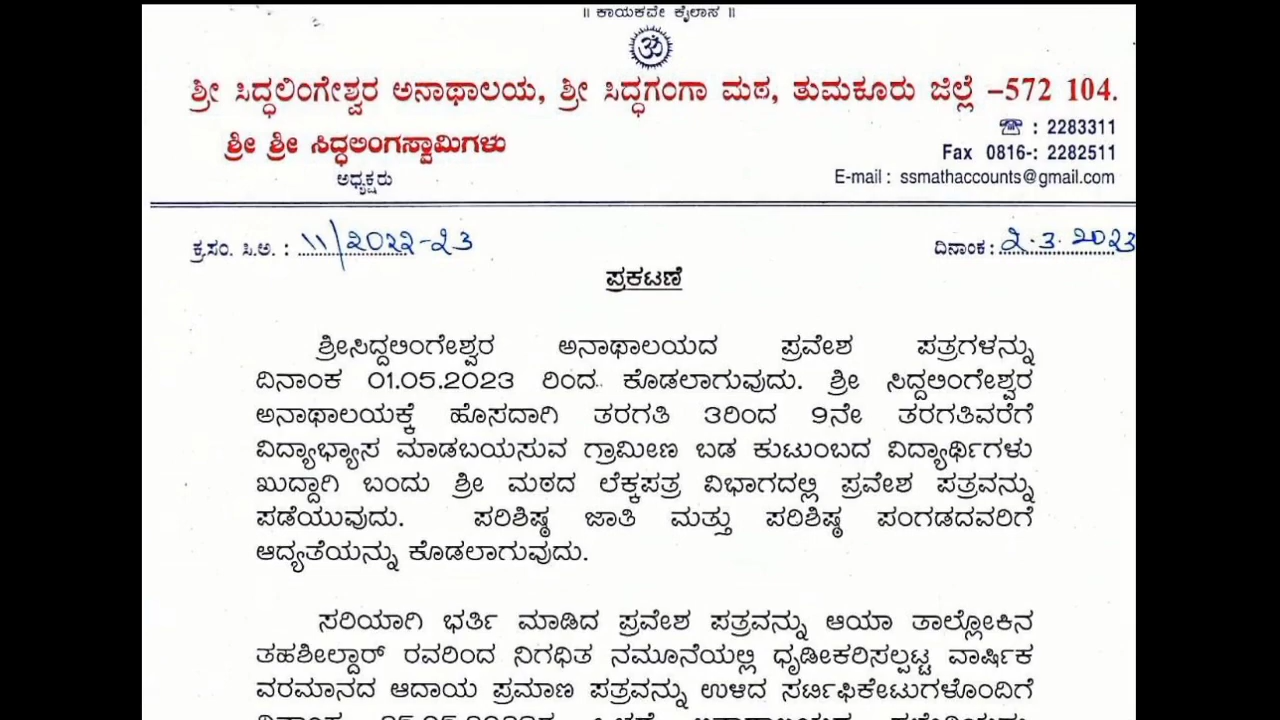 ॥ ಕಾಯಕವೇ ಕೈಲಾಸ ॥
ಶ್ರೀ ಸಿದ್ಧಲಿಂಗೇಶ್ವರ ಅನಾಥಾಲಯ, ಶ್ರೀ ಸಿದ್ಧಗಂಗಾ ಮಠ, ತುಮಕೂರು ಜಿಲ್ಲೆ –572 104.
ಶ್ರೀ ಶ್ರೀ ಸಿದ್ಧಲಿಂಗಸ್ವಾಮಿಗಳು
ಅಧ್ಯಕ್ಷರು
☎ : 2283311
Fax 0816-: 2282511
E-mail : ssmathaccounts@gmail.com
ಕ್ರ.ಸಂ. ಸಿ.ಅ. : 11/2022-23
ದಿನಾಂಕ : 2.3.2023
ಪ್ರಕಟಣೆ
ಶ್ರೀಸಿದ್ದಲಿಂಗೇಶ್ವರ ಅನಾಥಾಲಯದ ಪ್ರವೇಶ ಪತ್ರಗಳನ್ನು
ದಿನಾಂಕ 01.05.2023 ರಿಂದ ಕೊಡಲಾಗುವುದು. ಶ್ರೀ ಸಿದ್ದಲಿಂಗೇಶ್ವರ
ಅನಾಥಾಲಯಕ್ಕೆ ಹೊಸದಾಗಿ ತರಗತಿ 3ರಿಂದ 9ನೇ ತರಗತಿವರೆಗೆ
ವಿದ್ಯಾಭ್ಯಾಸ ಮಾಡಬಯಸುವ ಗ್ರಾಮೀಣ ಬಡ ಕುಟುಂಬದ ವಿದ್ಯಾರ್ಥಿಗಳು
ಖುದ್ದಾಗಿ ಬಂದು ಶ್ರೀ ಮಠದ ಲೆಕ್ಕಪತ್ರ ವಿಭಾಗದಲ್ಲಿ ಪ್ರವೇಶ ಪತ್ರವನ್ನು
ಪಡೆಯುವುದು. ಪರಿಶಿಷ್ಠ ಜಾತಿ ಮತ್ತು ಪರಿಶಿಷ್ಠ ಪಂಗಡದವರಿಗೆ
ಆದ್ಯತೆಯನ್ನು ಕೊಡಲಾಗುವುದು.
ಸರಿಯಾಗಿ ಭರ್ತಿ ಮಾಡಿದ ಪ್ರವೇಶ ಪತ್ರವನ್ನು ಆಯಾ ತಾಲ್ಲೋಕಿನ
ತಹಶೀಲ್ದಾರ್ ರವರಿಂದ ನಿಗಧಿತ ನಮೂನೆಯಲ್ಲಿ ಧೃಡೀಕರಿಸಲ್ಪಟ್ಟ ವಾರ್ಷಿಕ
ವರಮಾನದ ಆದಾಯ ಪ್ರಮಾಣ ಪತ್ರವನ್ನು ಉಳಿದ ಸರ್ಟಿಫಿಕೇಟುಗಳೊಂದಿಗೆ